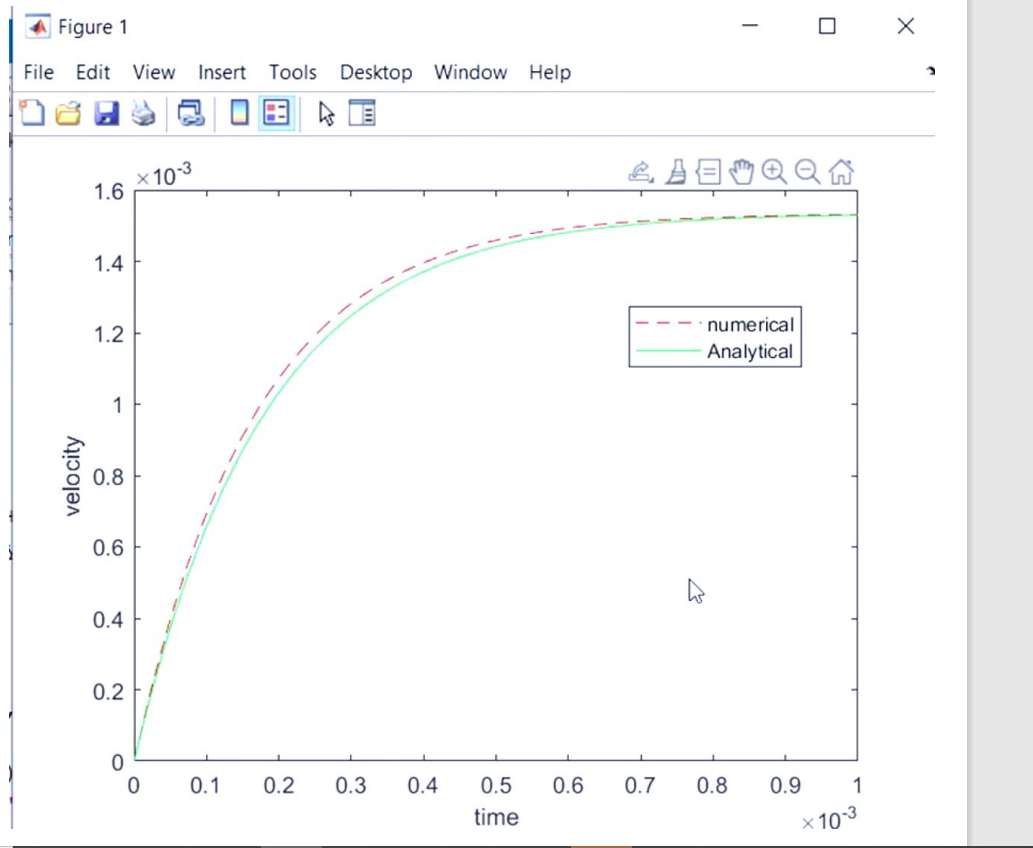 Figure 1
File Edit View Insert Tools Desktop Window Help
×10-3
1.6
1.4
1.2
1
0.8
0.6
0.4
0.2
0
velocity
numerical
Analytical
0 0.1 0.2 0.3 0.4 0.5 0.6 0.7 0.8 0.9 1
time
×10-3